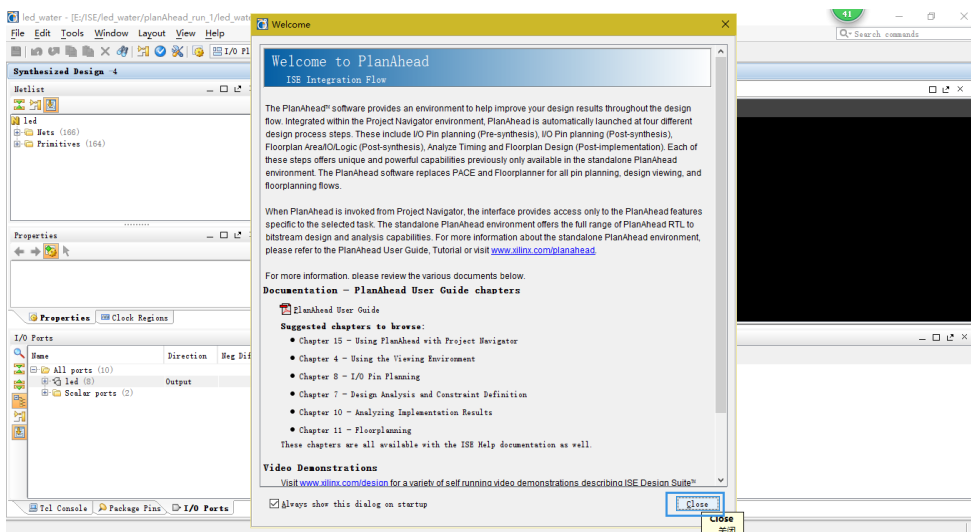 led_water - [E:/ISE/led_water/planAhead_run_1/led_wate
Welcome
41
File Edit Tools Window Layout View Help
Search commands
I/O Pl
Synthesized Design -4
Netlist
led
Nets (166)
Primitives (164)
Properties
Properties
Clock Regions
I/O Ports
Name Direction Neg Dif
All ports (10)
led (8) Output
Scalar ports (2)
Tcl Console Package Pins I/O Ports
Welcome to PlanAhead
ISE Integration Flow
The PlanAhead™ software provides an environment to help improve your design results throughout the design
flow. Integrated within the Project Navigator environment, PlanAhead is automatically launched at four different
design process steps. These include I/O Pin planning (Pre-synthesis), I/O Pin planning (Post-synthesis),
Floorplan Area/IO/Logic (Post-synthesis), Analyze Timing and Floorplan Design (Post-implementation). Each of
these steps offers unique and powerful capabilities previously only available in the standalone PlanAhead
environment. The PlanAhead software replaces PACE and Floorplanner for all pin planning, design viewing, and
floorplanning flows.
When PlanAhead is invoked from Project Navigator, the interface provides access only to the PlanAhead features
specific to the selected task. The standalone PlanAhead environment offers the full range of PlanAhead RTL to
bitstream design and analysis capabilities. For more information about the standalone PlanAhead environment,
please refer to the PlanAhead User Guide, Tutorial or visit www.xilinx.com/planahead.
For more information, please review the various documents below.
Documentation - PlanAhead User Guide chapters
PlanAhead User Guide
Suggested chapters to browse:
• Chapter 15 - Using PlanAhead with Project Navigator
• Chapter 4 - Using the Viewing Environment
• Chapter 8 - I/O Pin Planning
• Chapter 7 - Design Analysis and Constraint Definition
• Chapter 10 - Analyzing Implementation Results
• Chapter 11 - Floorplanning
These chapters are all available with the ISE Help documentation as well.
Video Demonstrations
Visit www.xilinx.com/design for a variety of self running video demonstrations describing ISE Design Suite™
Always show this dialog on startup
Close
Close
关闭